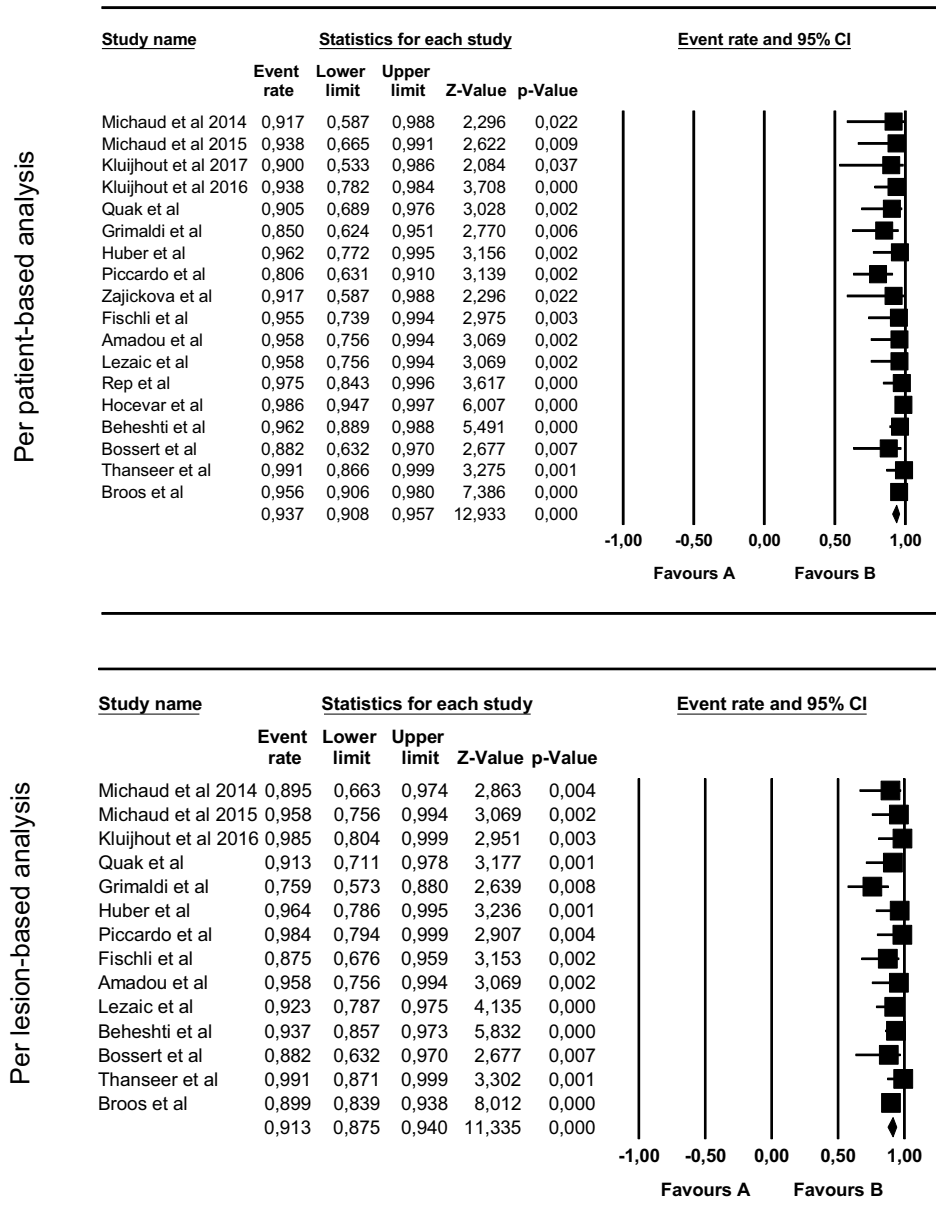 Per patient-based analysis
Study name Statistics for each study Event rate and 95% CI
Event Lower Upper
rate limit limit Z-Value p-Value
Michaud et al 2014 0,917 0,587 0,988 2,296 0,022
Michaud et al 2015 0,938 0,665 0,991 2,622 0,009
Kluijhout et al 2017 0,900 0,533 0,986 2,084 0,037
Kluijhout et al 2016 0,938 0,782 0,984 3,708 0,000
Quak et al 0,905 0,689 0,976 3,028 0,002
Grimaldi et al 0,850 0,624 0,951 2,770 0,006
Huber et al 0,962 0,772 0,995 3,156 0,002
Piccardo et al 0,806 0,631 0,910 3,139 0,002
Zajickova et al 0,917 0,587 0,988 2,296 0,022
Fischli et al 0,955 0,739 0,994 2,975 0,003
Amadou et al 0,958 0,756 0,994 3,069 0,002
Lezaic et al 0,958 0,756 0,994 3,069 0,002
Rep et al 0,975 0,843 0,996 3,617 0,000
Hocevar et al 0,986 0,947 0,997 6,007 0,000
Beheshti et al 0,962 0,889 0,988 5,491 0,000
Bossert et al 0,882 0,632 0,970 2,677 0,007
Thanseer et al 0,991 0,866 0,999 3,275 0,001
Broos et al 0,956 0,906 0,980 7,386 0,000
0,937 0,908 0,957 12,933 0,000
-1,00 -0,50 0,00 0,50 1,00
Favours A Favours B
Per lesion-based analysis
Study name Statistics for each study Event rate and 95% CI
Event Lower Upper
rate limit limit Z-Value p-Value
Michaud et al 2014 0,895 0,663 0,974 2,863 0,004
Michaud et al 2015 0,958 0,756 0,994 3,069 0,002
Kluijhout et al 2016 0,985 0,804 0,999 2,951 0,003
Quak et al 0,913 0,711 0,978 3,177 0,001
Grimaldi et al 0,759 0,573 0,880 2,639 0,008
Huber et al 0,964 0,786 0,995 3,236 0,001
Piccardo et al 0,984 0,794 0,999 2,907 0,004
Fischli et al 0,875 0,676 0,959 3,153 0,002
Amadou et al 0,958 0,756 0,994 3,069 0,002
Lezaic et al 0,923 0,787 0,975 4,135 0,000
Beheshti et al 0,937 0,857 0,973 5,832 0,000
Bossert et al 0,882 0,632 0,970 2,677 0,007
Thanseer et al 0,991 0,871 0,999 3,302 0,001
Broos et al 0,899 0,839 0,938 8,012 0,000
0,913 0,875 0,940 11,335 0,000
-1,00 -0,50 0,00 0,50 1,00
Favours A Favours B